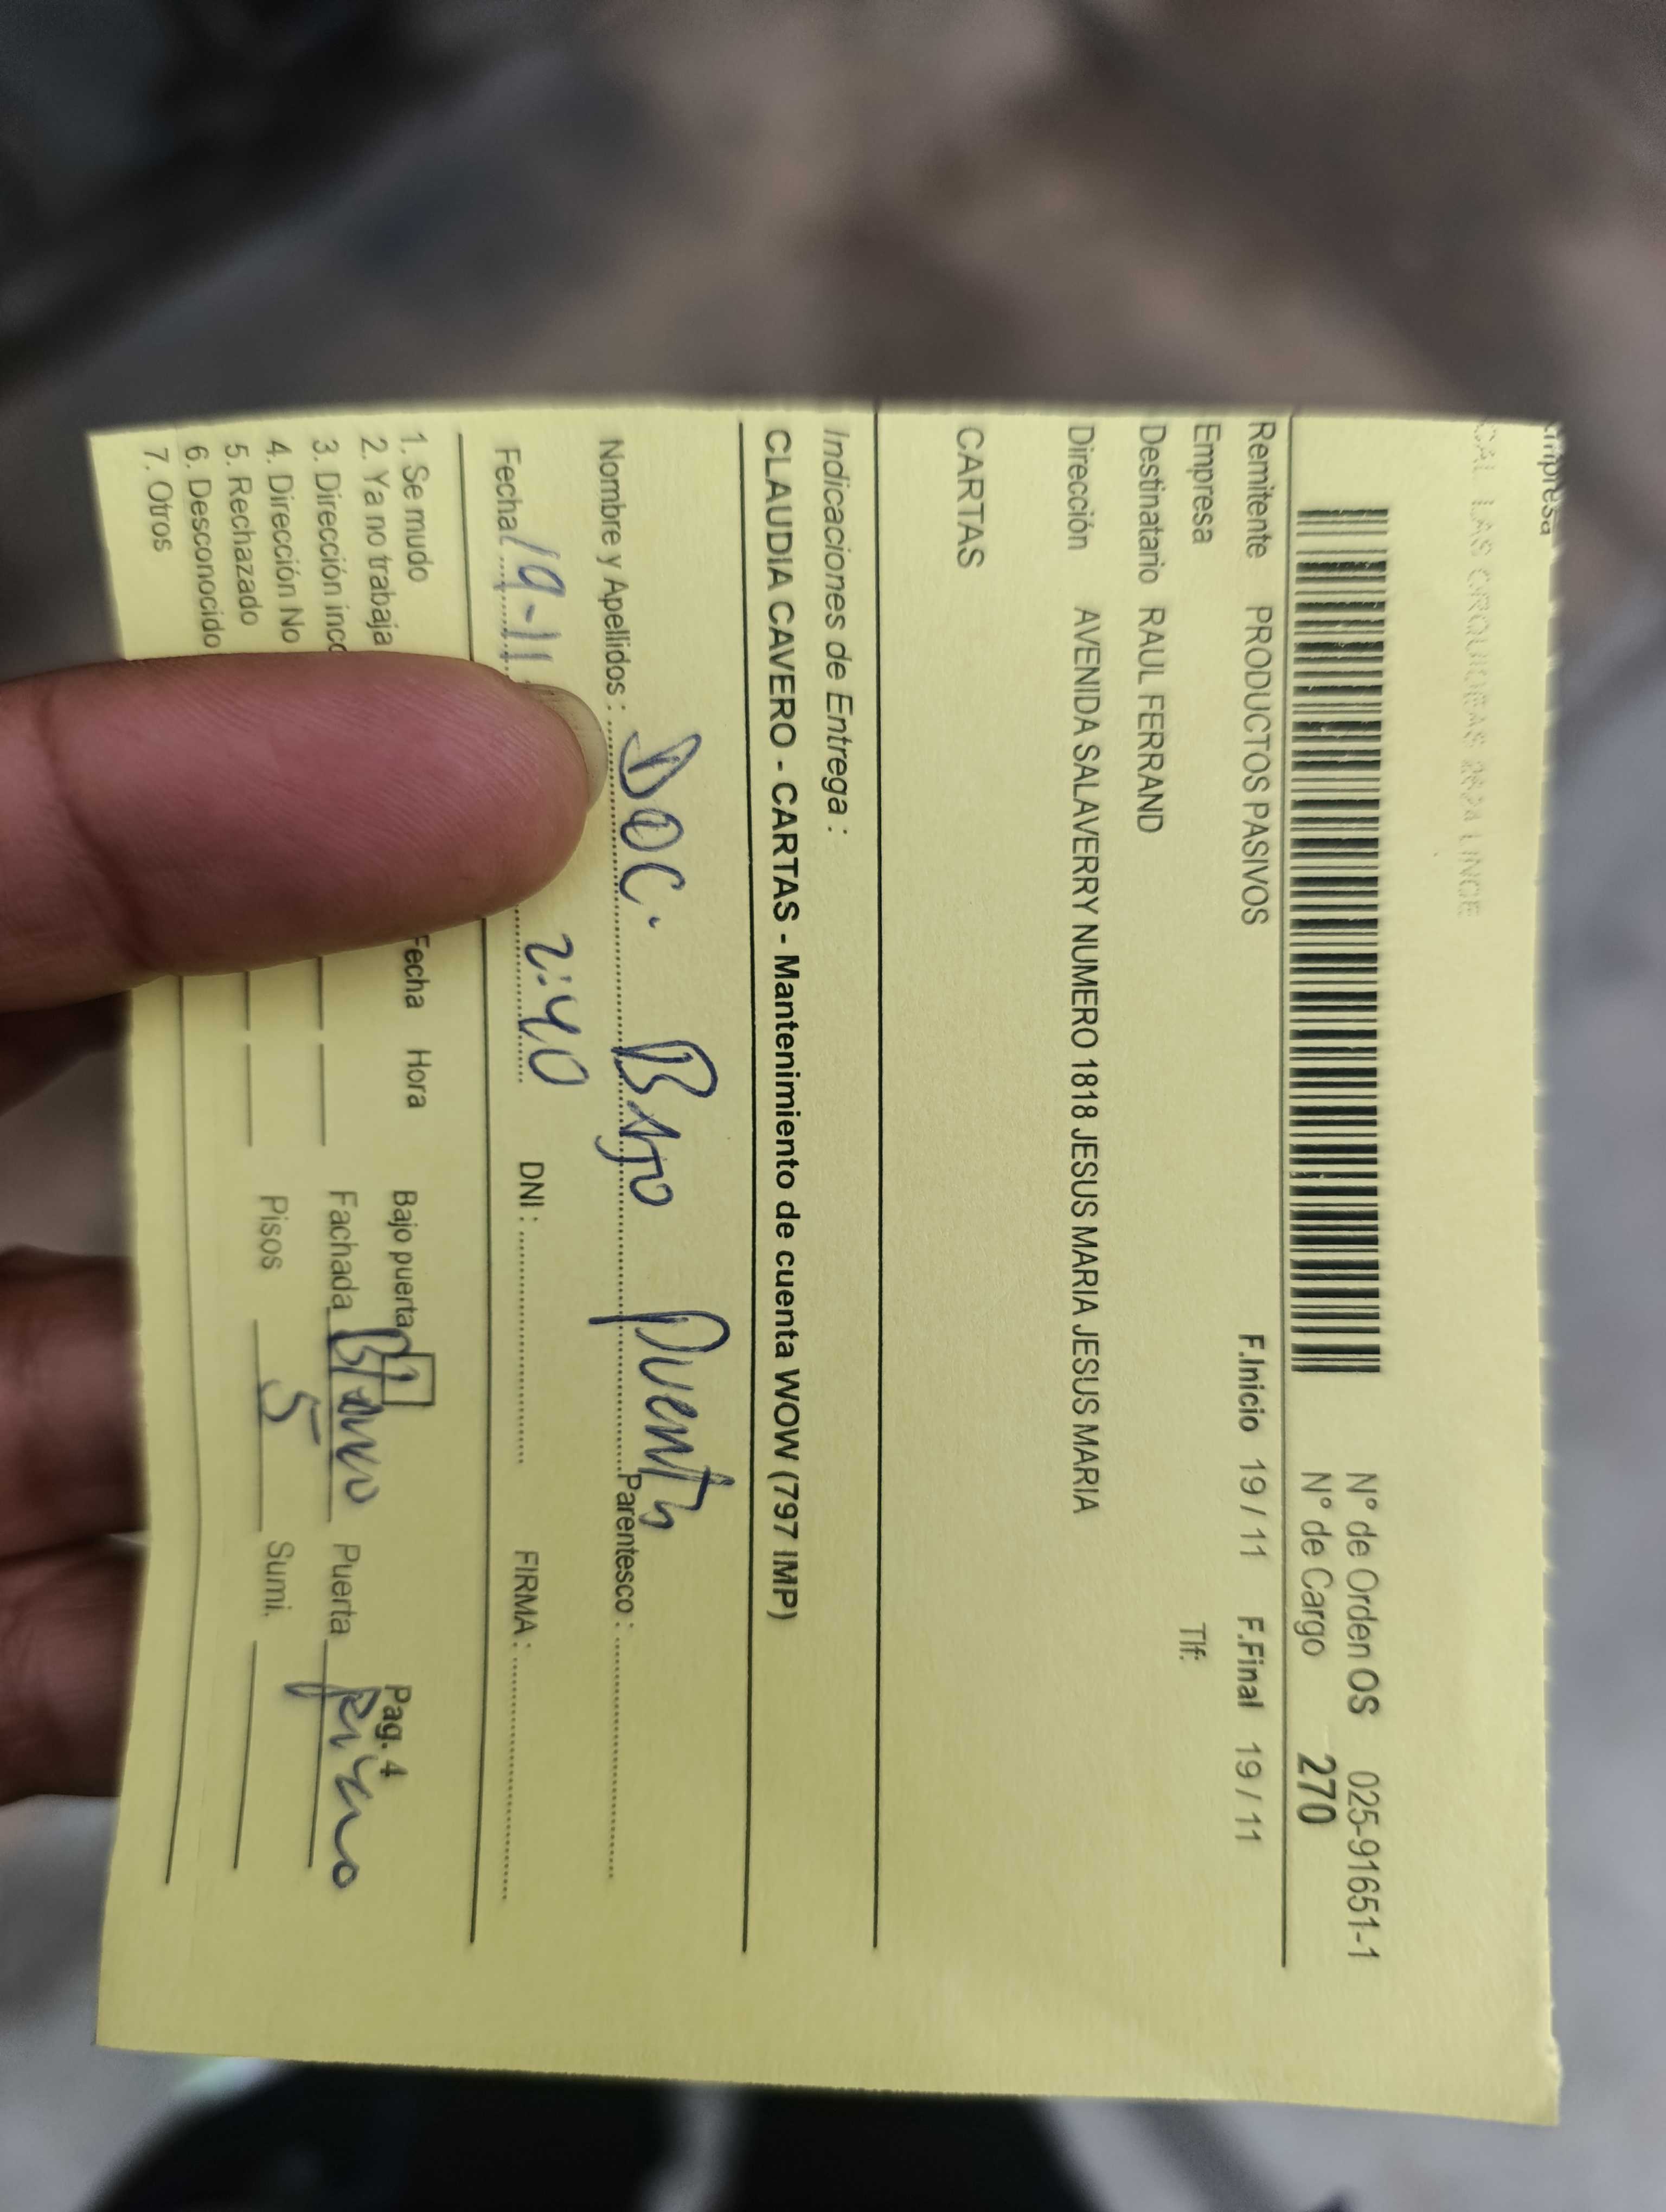 Impresa
CAL LAS ORQUIDEAS LINCE
N° de Orden OS 025-91651-1
N° de Cargo 270
Remitente PRODUCTOS PASIVOS F.Inicio 19 / 11 F.Final 19 / 11
Empresa Tlf:
Destinatario RAUL FERRAND
Dirección AVENIDA SALAVERRY NUMERO 1818 JESUS MARIA JESUS MARIA
CARTAS
Indicaciones de Entrega :
CLAUDIA CAVERO - CARTAS - Mantenimiento de cuenta WOW (797 IMP)
Nombre y Apellidos : DOC. BAJO PUERTA Parentesco :
Fecha 19-11 2:40 DNI : FIRMA :
1. Se mudo Fecha Hora Bajo puerta Pag. 4
2. Ya no trabaja Fachada Blanco Puerta
3. Dirección inco
4. Dirección No Pisos 5 Sumi.
5. Rechazado
6. Desconocido
7. Otros